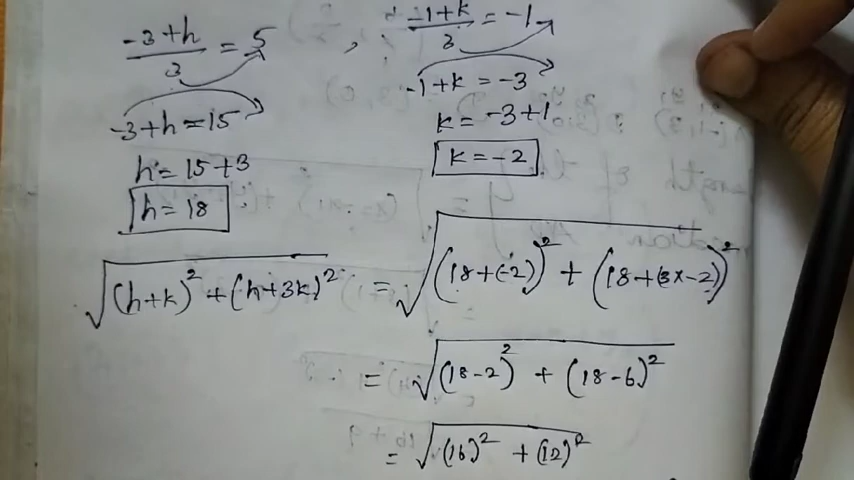 (-3+h)/3 = 5 , (-1+k)/3 = -1
-3+h = 15
-1+k = -3
h = 15+3
k = -3+1
h = 18
k = -2
√((h+k)² + (h+3k)²) = √((18+(-2))² + (18+(3×-2))²)
= √((18-2)² + (18-6)²)
= √((16)² + (12)²)